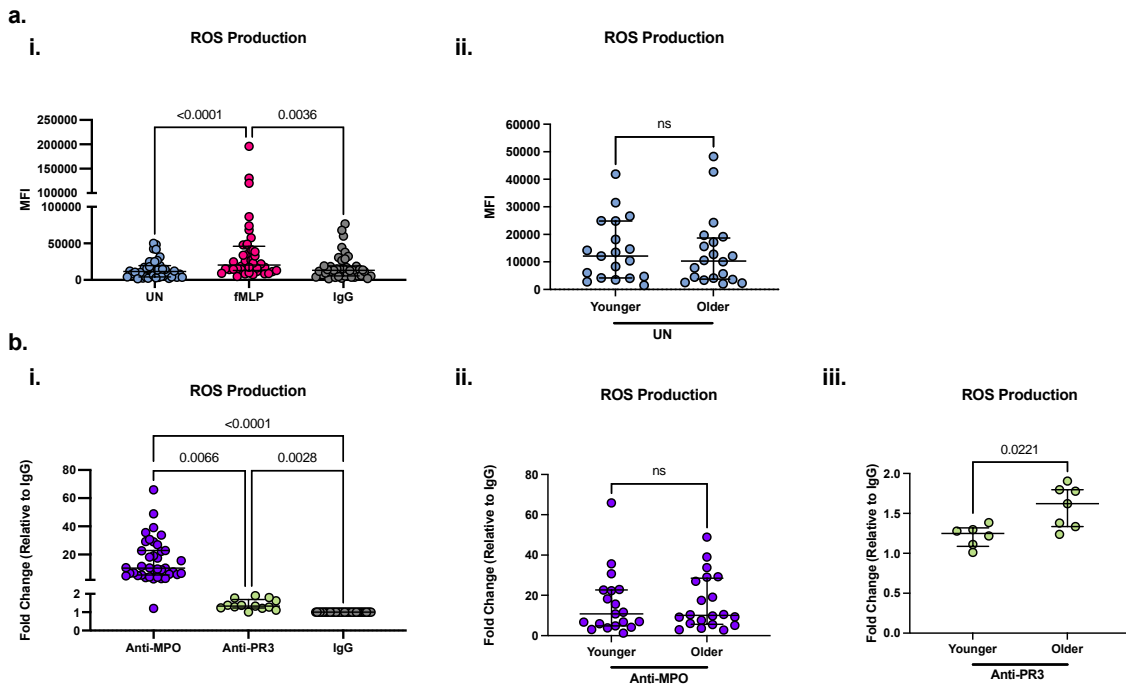 a.
i.
ROS Production
MFI
250000
200000
150000
100000
50000
0
<0.0001
0.0036
UN
fMLP
IgG
ii.
ROS Production
MFI
60000
50000
40000
30000
20000
10000
0
ns
Younger
Older
UN
b.
i.
ROS Production
Fold Change (Relative to IgG)
<0.0001
0.0066
0.0028
80
60
40
20
2
1
0
Anti-MPO
Anti-PR3
IgG
ii.
ROS Production
Fold Change (Relative to IgG)
80
60
40
20
0
ns
Younger
Older
Anti-MPO
iii.
ROS Production
Fold Change (Relative to IgG)
2.0
1.5
1.0
0.5
0.0
0.0221
Younger
Older
Anti-PR3